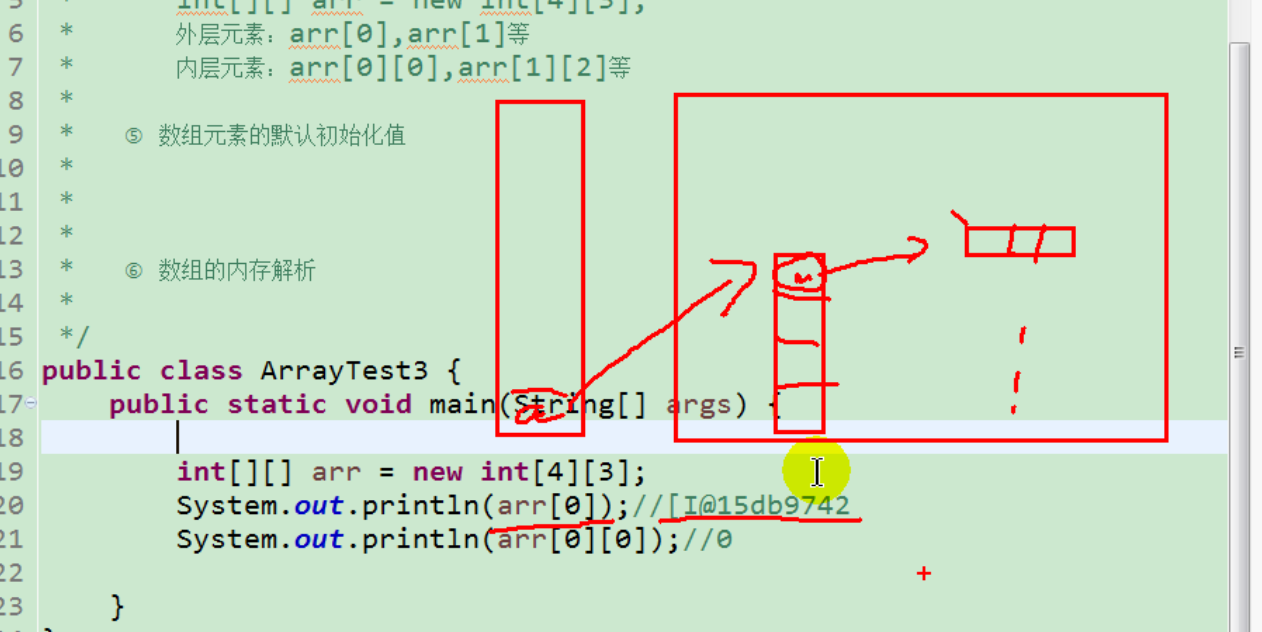 5 * int[][] arr = new int[4][3];
6 * 外层元素：arr[0],arr[1]等
7 * 内层元素：arr[0][0],arr[1][2]等
8 *
9 * ⑤ 数组元素的默认初始化值
10 *
11 *
12 *
13 * ⑥ 数组的内存解析
14 *
15 */
16 public class ArrayTest3 {
17 public static void main(String[] args) {
18
19 int[][] arr = new int[4][3];
20 System.out.println(arr[0]);//[I@15db9742
21 System.out.println(arr[0][0]);//0
22
23 }